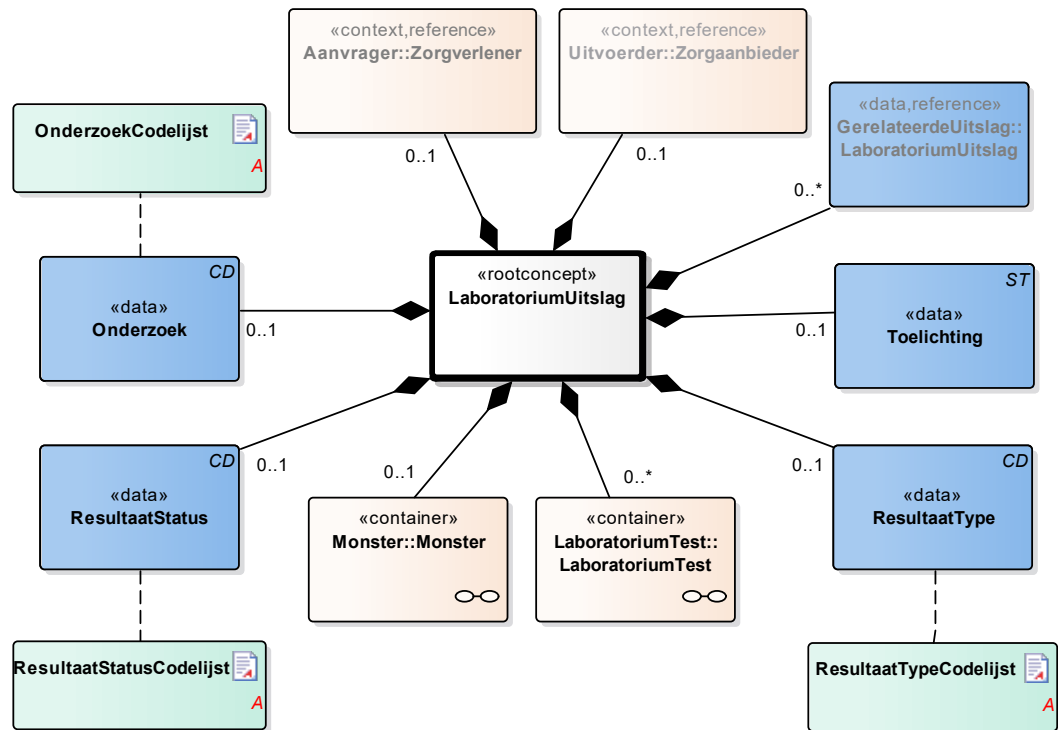 «context,reference»
Aanvrager::Zorgverlener
«context,reference»
Uitvoerder::Zorgaanbieder
«data,reference»
GerelateerdeUitslag::
LaboratoriumUitslag
OnderzoekCodelijst
A
0..1
0..1
0..*
«rootconcept»
LaboratoriumUitslag
CD
«data»
Onderzoek
0..1
ST
«data»
Toelichting
0..1
CD
«data»
ResultaatStatus
0..1
0..1
0..*
0..1
CD
«data»
ResultaatType
«container»
Monster::Monster
«container»
LaboratoriumTest::
LaboratoriumTest
ResultaatStatusCodelijst
A
ResultaatTypeCodelijst
A